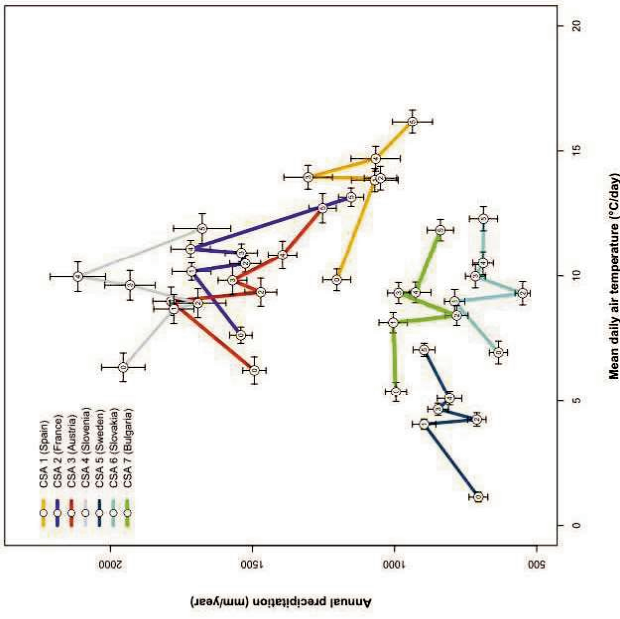 CSA 1 (Spain)
CSA 2 (France)
CSA 3 (Austria)
CSA 4 (Slovenia)
CSA 5 (Sweden)
CSA 6 (Slovakia)
CSA 7 (Bulgaria)
Annual precipitation (mm/year)
2000
1500
1000
500
0
5
10
15
20
Mean daily air temperature (°C/day)